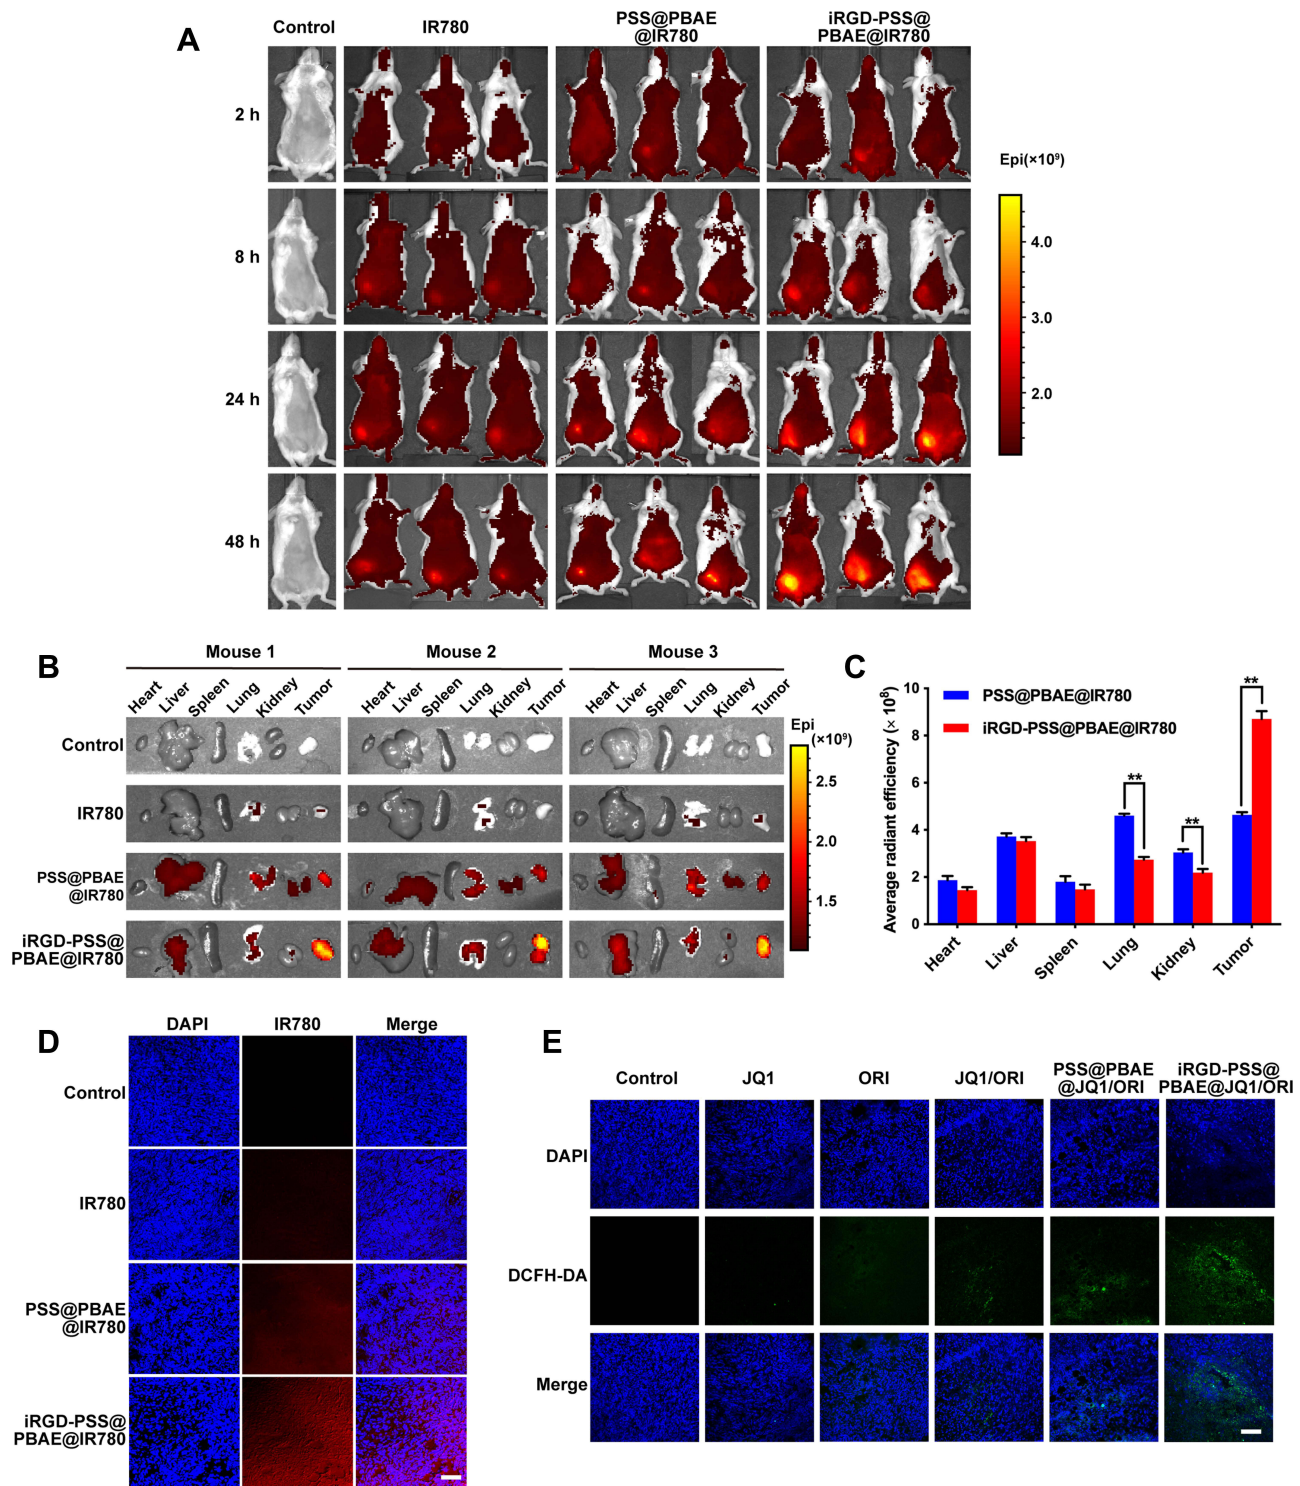 A
Control
IR780
PSS@PBAE
@IR780
iRGD-PSS@
PBAE@IR780
2 h
8 h
24 h
48 h
Epi(×10⁹)
4.0
3.0
2.0
B
Mouse 1
Mouse 2
Mouse 3
Heart
Liver
Spleen
Lung
Kidney
Tumor
Heart
Liver
Spleen
Lung
Kidney
Tumor
Heart
Liver
Spleen
Lung
Kidney
Tumor
Control
IR780
PSS@PBAE
@IR780
iRGD-PSS@
PBAE@IR780
Epi
(×10⁹)
2.5
2.0
1.5
C
Average radiant efficiency (× 10⁸)
10
8
6
4
2
0
PSS@PBAE@IR780
iRGD-PSS@PBAE@IR780
**
**
**
Heart
Liver
Spleen
Lung
Kidney
Tumor
D
DAPI
IR780
Merge
Control
IR780
PSS@PBAE
@IR780
iRGD-PSS@
PBAE@IR780
E
Control
JQ1
ORI
JQ1/ORI
PSS@PBAE
@JQ1/ORI
iRGD-PSS@
PBAE@JQ1/ORI
DAPI
DCFH-DA
Merge